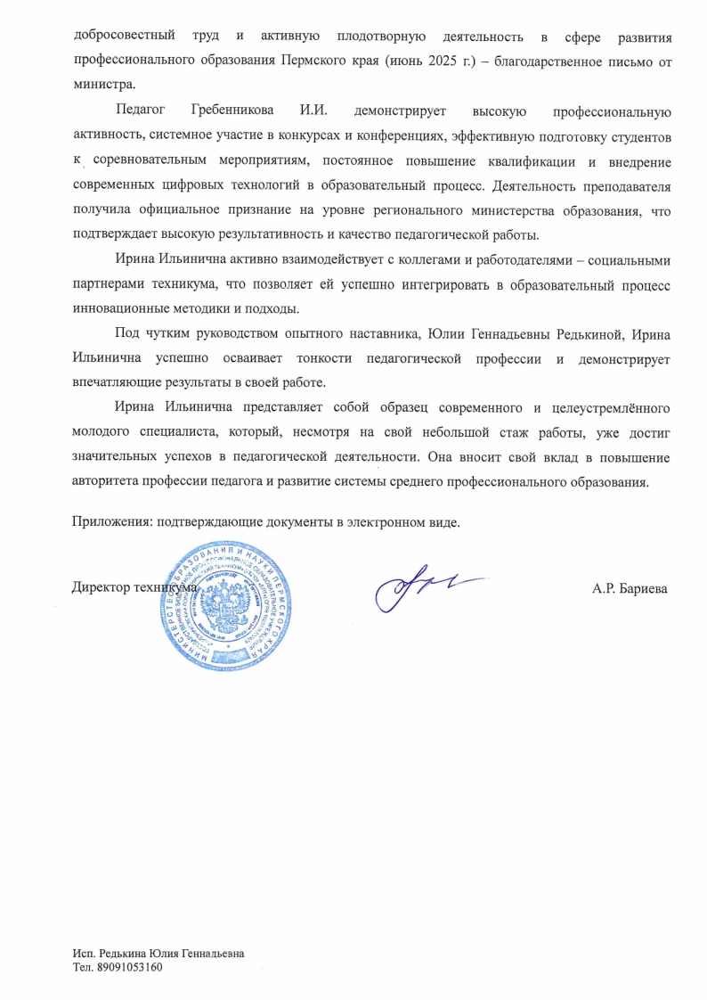 добросовестный труд и активную плодотворную деятельность в сфере развития
профессионального образования Пермского края (июнь 2025 г.) – благодарственное письмо от
министра.
Педагог Гребенникова И.И. демонстрирует высокую профессиональную
активность, системное участие в конкурсах и конференциях, эффективную подготовку студентов
к соревновательным мероприятиям, постоянное повышение квалификации и внедрение
современных цифровых технологий в образовательный процесс. Деятельность преподавателя
получила официальное признание на уровне регионального министерства образования, что
подтверждает высокую результативность и качество педагогической работы.
Ирина Ильинична активно взаимодействует с коллегами и работодателями – социальными
партнерами техникума, что позволяет ей успешно интегрировать в образовательный процесс
инновационные методики и подходы.
Под чутким руководством опытного наставника, Юлии Геннадьевны Редькиной, Ирина
Ильинична успешно осваивает тонкости педагогической профессии и демонстрирует
впечатляющие результаты в своей работе.
Ирина Ильинична представляет собой образец современного и целеустремлённого
молодого специалиста, который, несмотря на свой небольшой стаж работы, уже достиг
значительных успехов в педагогической деятельности. Она вносит свой вклад в повышение
авторитета профессии педагога и развитие системы среднего профессионального образования.
Приложения: подтверждающие документы в электронном виде.
Директор техникума
А.Р. Бариева
МИНИСТЕРСТВО ОБРАЗОВАНИЯ И НАУКИ ПЕРМСКОГО КРАЯ
Исп. Редькина Юлия Геннадьевна
Тел. 89091053160